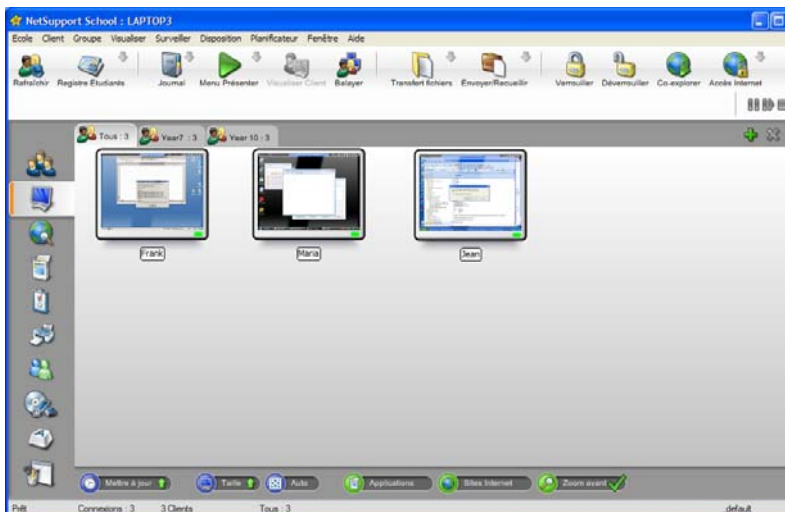 NetSupport School : LAPTOP3
Ecole Client Groupe Visualiser Surveiller Disposition Planificateur Fenêtre Aide
Rafraîchir Registre Etudiants Journal Menu Présenter Visualiser Client Balayer Transfert fichiers Envoyer/Recueillir Verrouiller Déverrouiller Co-explorer Accès Internet
Tous : 3 Year7 : 3 Year 10 : 3
Frank Maria Jean
Mettre à jour Taille Auto Applications Sites Internet Zoom avant
Prêt Connexions : 3 3 Clients Tous : 3 default